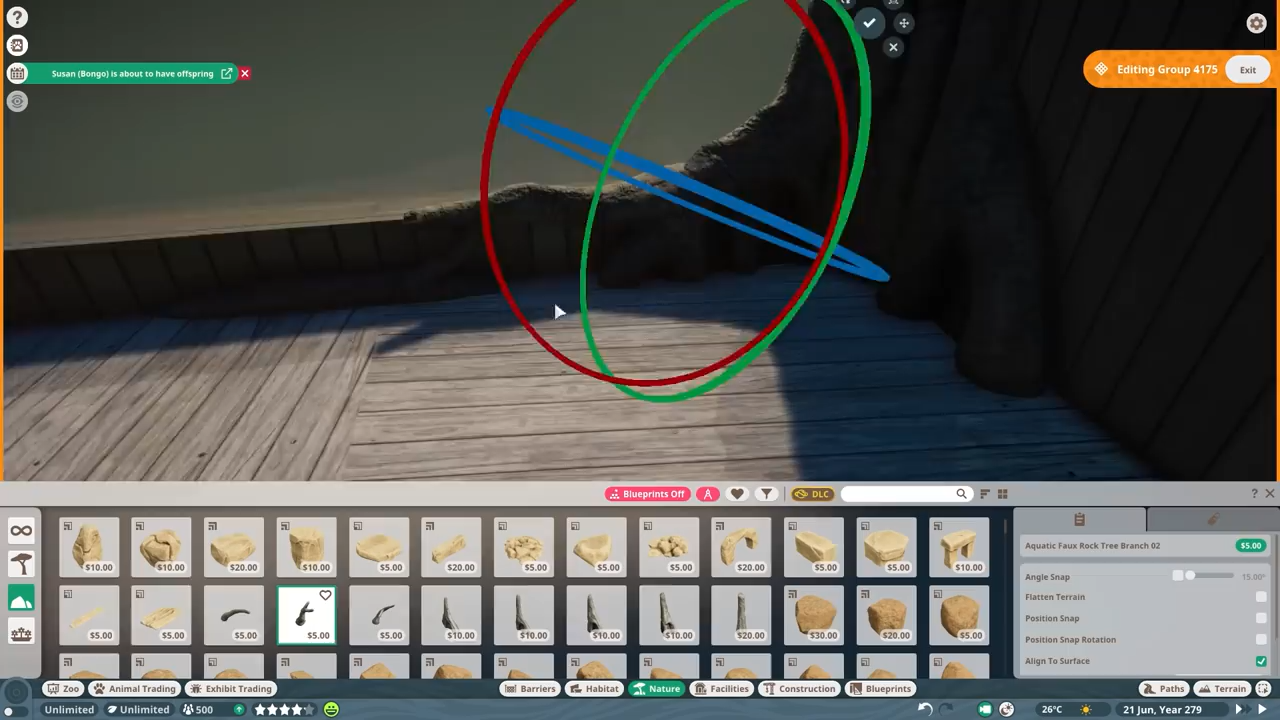 ?
Susan (Bongo) is about to have offspring
Editing Group 4175
Exit
Blueprints Off
DLC
?
$10.00
$10.00
$20.00
$10.00
$5.00
$20.00
$5.00
$5.00
$5.00
$20.00
$5.00
$5.00
$10.00
$5.00
$5.00
$5.00
$5.00
$5.00
$10.00
$10.00
$10.00
$10.00
$20.00
$30.00
$20.00
$5.00
Aquatic Faux Rock Tree Branch 02
$5.00
Angle Snap
15.00°
Flatten Terrain
Position Snap
Position Snap Rotation
Align To Surface
Zoo
Animal Trading
Exhibit Trading
Barriers
Habitat
Nature
Facilities
Construction
Blueprints
Paths
Terrain
Unlimited
Unlimited
500
26°C
21 Jun, Year 279